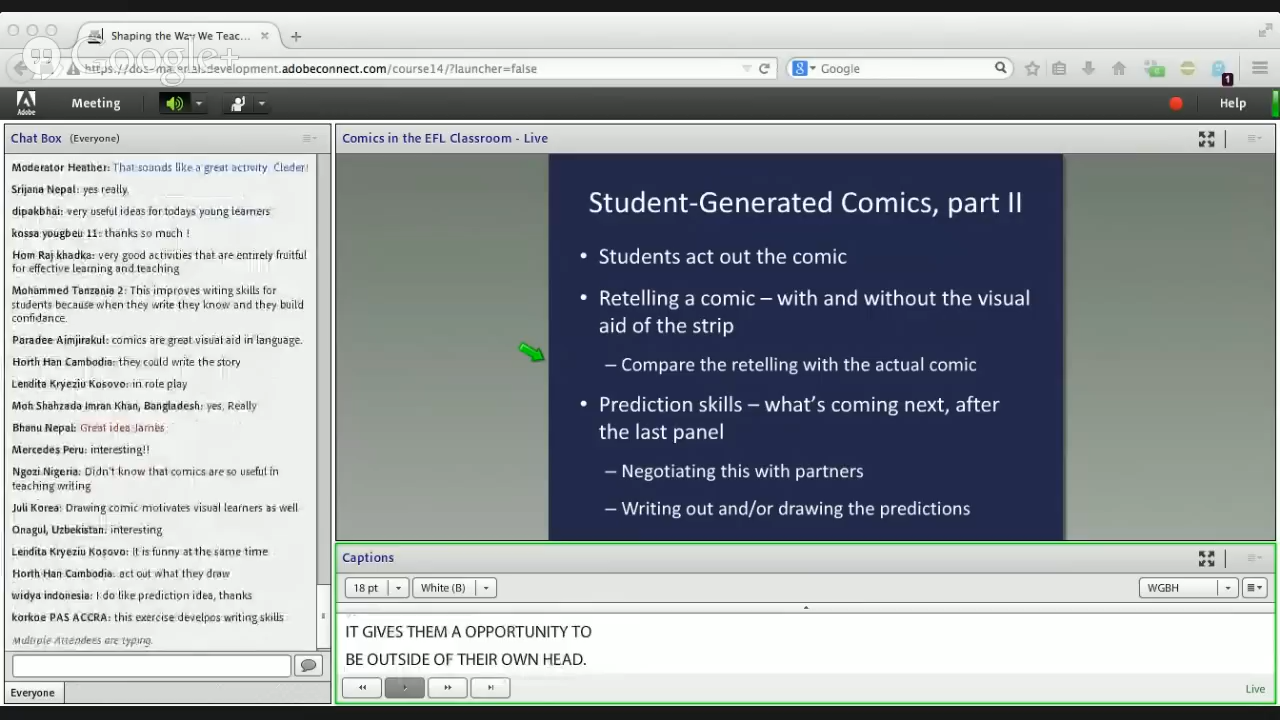 Shaping the Way We Teac...
Google+
adobeconnect.com/course14/?launcher=false
Google
1
Adobe
Meeting
Help
Chat Box (Everyone)
Moderator Heather: That sounds like a great activity Cleder!
Srijana Nepal: yes really
dipakbhai: very useful ideas for todays young learners
kossa yougbeu 11: thanks so much !
Hom Raj khadka: very good activities that are entirely fruitful
for effective learning and teaching
Mohammed Tanzania 2: This improves witing skills for
students because when they write they know and they build
confidance.
Paradee Aimjirakul: comics are great visual aid in language.
Horth Han Cambodia: they could write the story
Lendita Kryeziu Kosovo: in role play
Moh Shahzada Imran Khan, Bangladesh: yes, Really
Bhanu Nepal: Great idea James
Mercedes Peru: interesting!!
Ngozi Nigeria: Didn't know that comics are so useful in
teaching writing
Juli Korea: Drawing comic motivates visual learners as well
Onagul, Uzbekistan: interesting
Lendita Kryeziu Kosovo: it is funny at the same time
Horth Han Cambodia: act out what they draw
widya indonesia: I do like prediction idea, thanks
korkoe PAS ACCRA: this exercise develpos writing skills
Multiple Attendees are typing.
Everyone
Comics in the EFL Classroom - Live
Student-Generated Comics, part II
• Students act out the comic
• Retelling a comic – with and without the visual
aid of the strip
– Compare the retelling with the actual comic
• Prediction skills – what's coming next, after
the last panel
– Negotiating this with partners
– Writing out and/or drawing the predictions
Captions
18 pt
White (B)
WGBH
IT GIVES THEM A OPPORTUNITY TO
BE OUTSIDE OF THEIR OWN HEAD.
Live